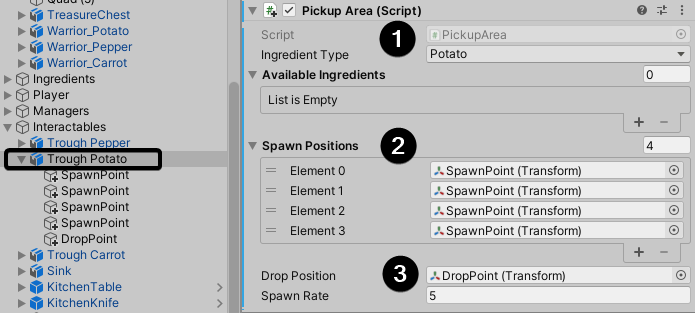 Quad (3)
TreasureChest
Warrior_Potato
Warrior_Pepper
Warrior_Carrot
Ingredients
Player
Managers
Interactables
Trough Pepper
Trough Potato
SpawnPoint
SpawnPoint
SpawnPoint
SpawnPoint
DropPoint
Trough Carrot
Sink
KitchenTable
KitchenKnife
Pickup Area (Script)
Script 1 PickupArea
Ingredient Type Potato
Available Ingredients 0
List is Empty
+ −
Spawn Positions 2 4
Element 0 SpawnPoint (Transform)
Element 1 SpawnPoint (Transform)
Element 2 SpawnPoint (Transform)
Element 3 SpawnPoint (Transform)
+ −
Drop Position 3 DropPoint (Transform)
Spawn Rate 5